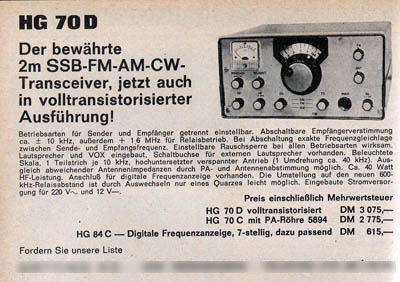 HG 70 D
Der bewährte
2m SSB-FM-AM-CW-
Transceiver, jetzt auch
in volltransistorisierter
Ausführung!
Betriebsarten für Sender und Empfänger getrennt einstellbar. Abschaltbare Empfängerverstimmung
ca. ± 10 kHz, außerdem + 1,6 MHz für Relaisbetrieb. Bei Abschaltung exakte Frequenzgleichlage
zwischen Sende- und Empfangsfrequenz. Einstellbare Rauschsperre bei allen Betriebsarten wirksam.
Lautsprecher und VOX eingebaut, Schaltbuchse für externen Lautsprecher vorhanden. Beleuchtete
Skala, 1 Teilstrich je 10 kHz, hochuntersetzter verspannter Antrieb (1 Umdrehung ca. 40 kHz). Aus-
gleich abweichender Antennenimpedanzen durch PA- und Antennenabstimmung möglich. Ca. 40 Watt
HF-Leistung. Anschluß für digitale Frequenzanzeige vorhanden. Die Umstellung auf den neuen 600-
kHz-Relaisabstand ist durch Auswechseln nur eines Quarzes leicht möglich. Eingebaute Stromversor-
gung für 220 V~ und 12 V—.
Preis einschließlich Mehrwertsteuer
HG 70 D volltransistorisiert DM 3 075,—
HG 70 C mit PA-Röhre 5894 DM 2 775,—
HG 84 C — Digitale Frequenzanzeige, 7-stellig, dazu passend DM 615,—
Fordern Sie unsere Liste